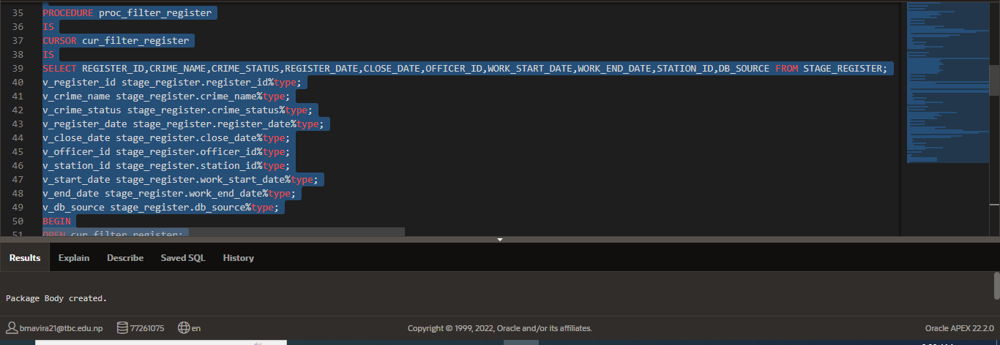 35 PROCEDURE proc_filter_register
36 IS
37 CURSOR cur_filter_register
38 IS
39 SELECT REGISTER_ID,CRIME_NAME,CRIME_STATUS,REGISTER_DATE,CLOSE_DATE,OFFICER_ID,WORK_START_DATE,WORK_END_DATE,STATION_ID,DB_SOURCE FROM STAGE_REGISTER;
40 v_register_id stage_register.register_id%type;
41 v_crime_name stage_register.crime_name%type;
42 v_crime_status stage_register.crime_status%type;
43 v_register_date stage_register.register_date%type;
44 v_close_date stage_register.close_date%type;
45 v_officer_id stage_register.officer_id%type;
46 v_station_id stage_register.station_id%type;
47 v_start_date stage_register.work_start_date%type;
48 v_end_date stage_register.work_end_date%type;
49 v_db_source stage_register.db_source%type;
50 BEGIN
51 OPEN cur_filter_register;
Results Explain Describe Saved SQL History
Package Body created.
bmavira21@tbc.edu.np 77261075 en Copyright © 1999, 2022, Oracle and/or its affiliates. Oracle APEX 22.2.0